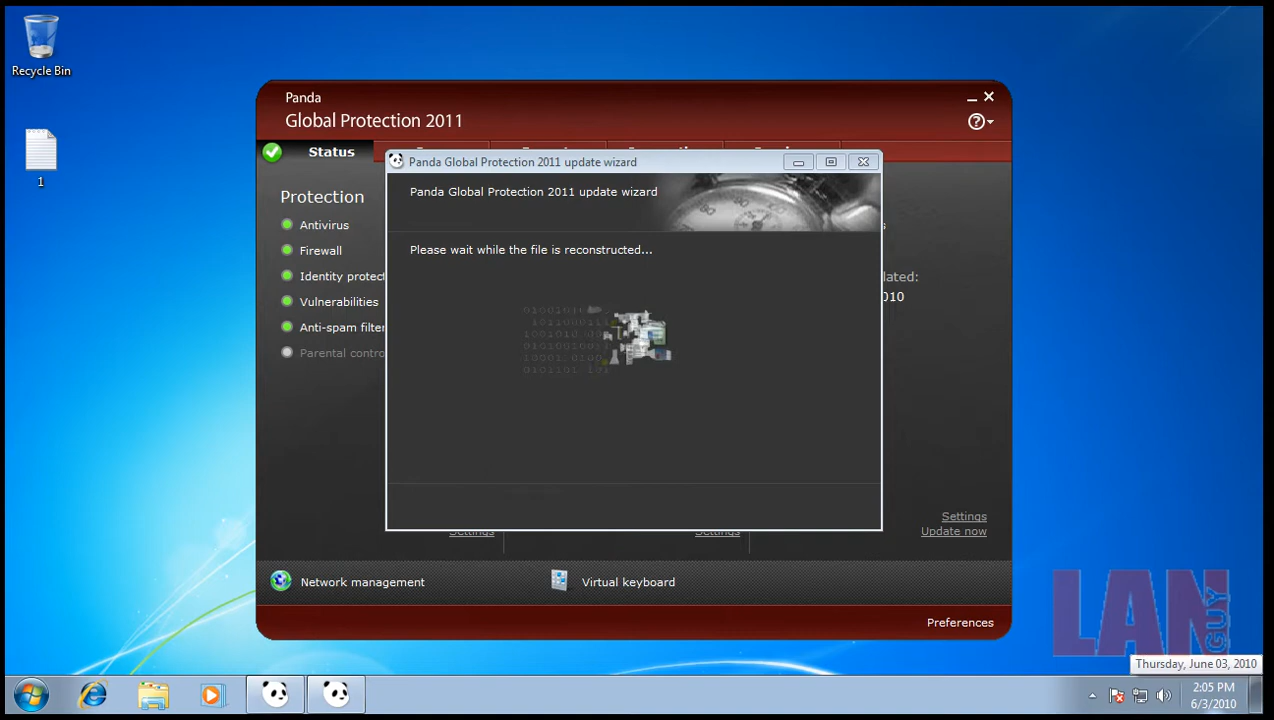 Recycle Bin
1
Panda
Global Protection 2011
Status
Panda Global Protection 2011 update wizard
Panda Global Protection 2011 update wizard
Please wait while the file is reconstructed...
Protection
Antivirus
Firewall
Identity protect
Vulnerabilities
Anti-spam filter
Parental contro
s
ated:
010
Settings
Update now
Settings
Settings
Network management
Virtual keyboard
Preferences
LAN
GUY
Thursday, June 03, 2010
2:05 PM
6/3/2010